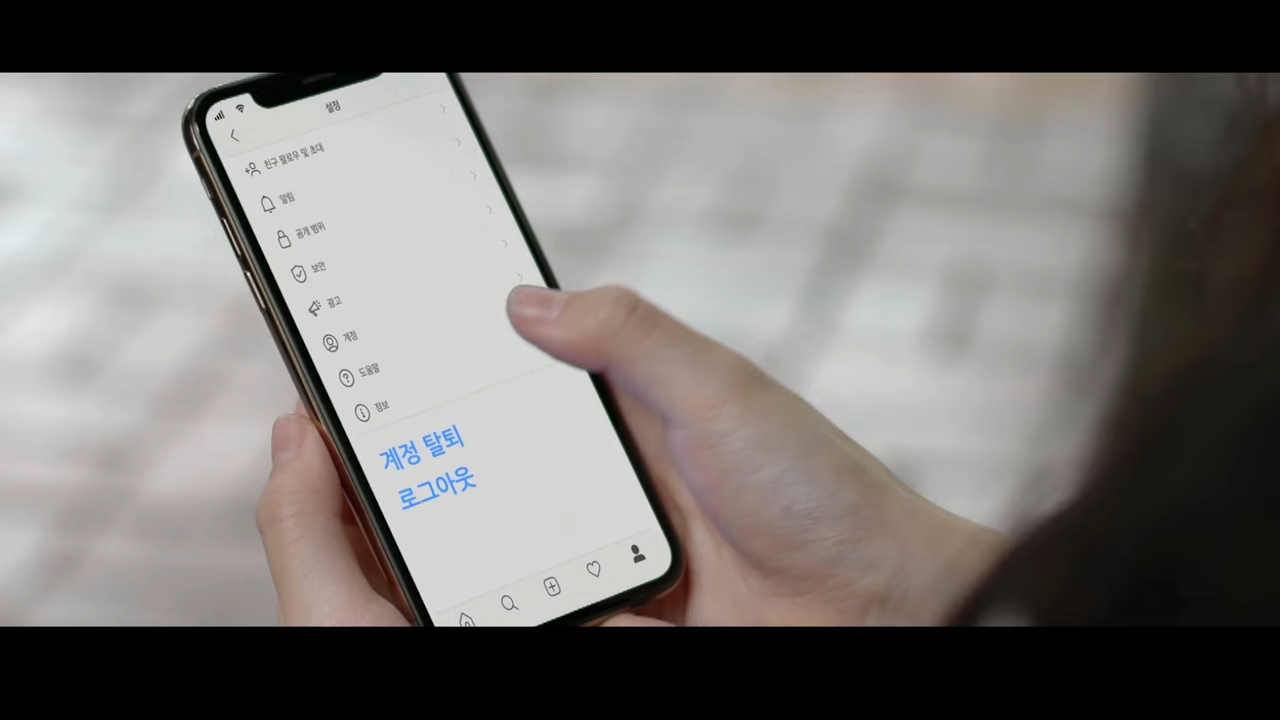 설정
친구 팔로우 및 초대
알림
공개 범위
보안
광고
계정
도움말
정보
계정 탈퇴
로그아웃